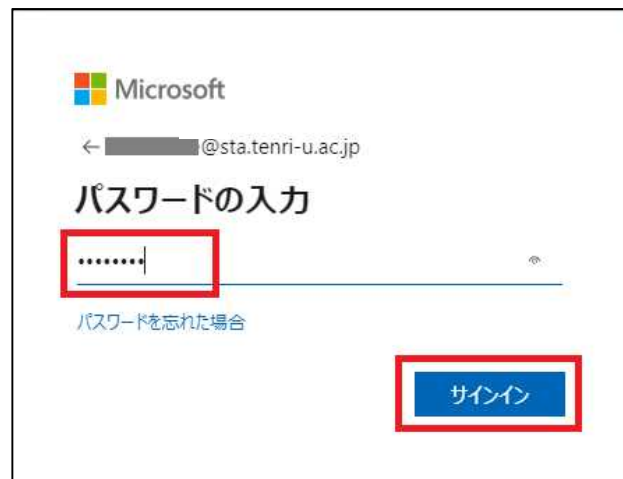 Microsoft
← @sta.tenri-u.ac.jp
パスワードの入力
••••••••
パスワードを忘れた場合
サインイン